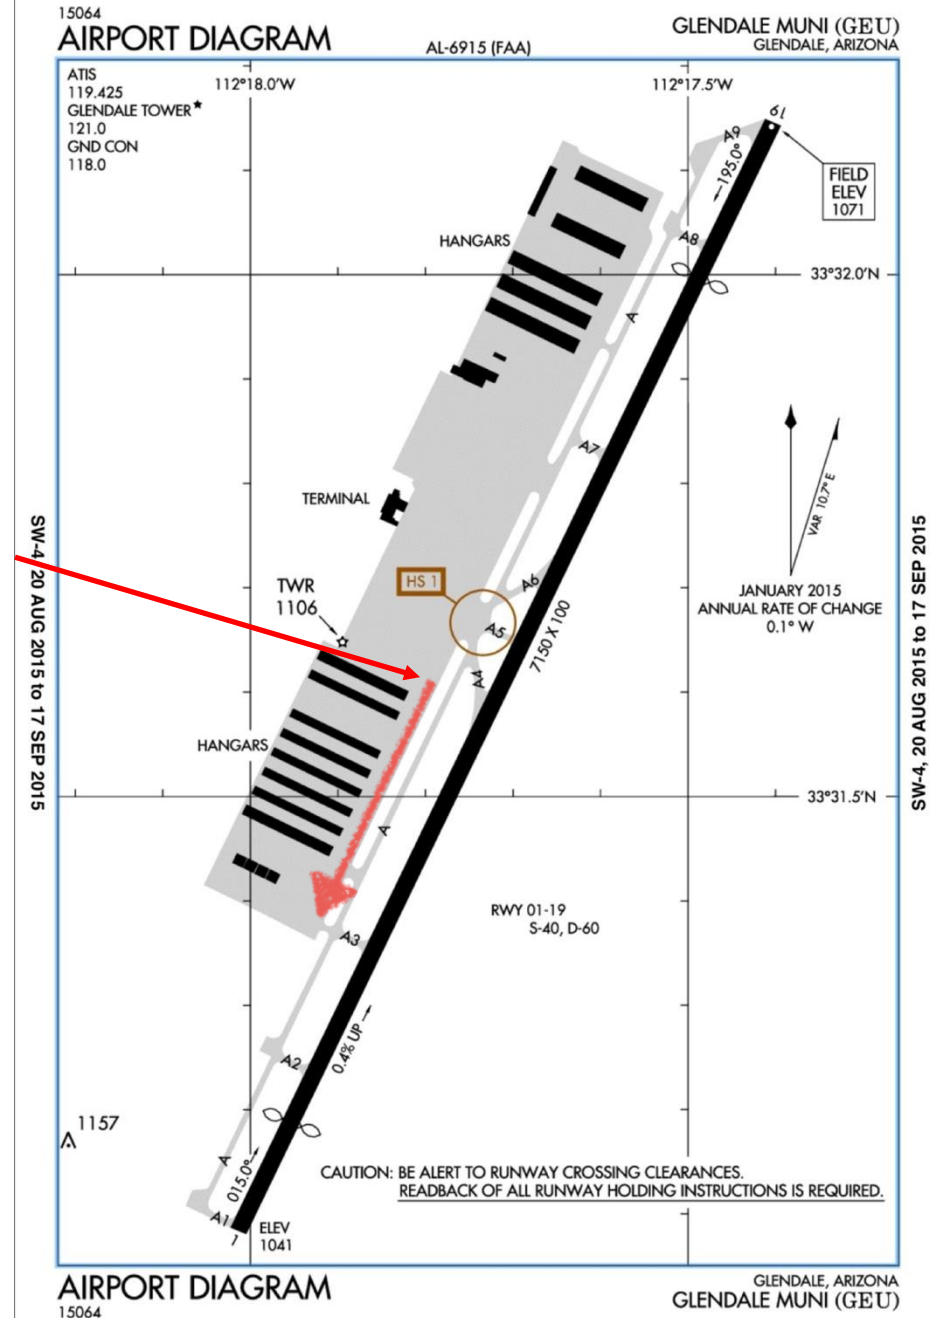 15064
AIRPORT DIAGRAM
AL-6915 (FAA)
GLENDALE MUNI (GEU)
GLENDALE, ARIZONA
ATIS
119.425
GLENDALE TOWER★
121.0
GND CON
118.0
112°18.0'W
112°17.5'W
19
A9
←195.0°
FIELD
ELEV
1071
A8
HANGARS
33°32.0'N
A
A7
VAR 10.7° E
TERMINAL
JANUARY 2015
ANNUAL RATE OF CHANGE
0.1° W
HS 1
A6
TWR
1106
A5
7150 X 100
A4
HANGARS
33°31.5'N
A
RWY 01-19
S-40, D-60
A3
0.4% UP →
A2
1157
A
015.0°→
CAUTION: BE ALERT TO RUNWAY CROSSING CLEARANCES.
READBACK OF ALL RUNWAY HOLDING INSTRUCTIONS IS REQUIRED.
A1
1
ELEV
1041
SW-4, 20 AUG 2015 to 17 SEP 2015
SW-4, 20 AUG 2015 to 17 SEP 2015
AIRPORT DIAGRAM
15064
GLENDALE, ARIZONA
GLENDALE MUNI (GEU)